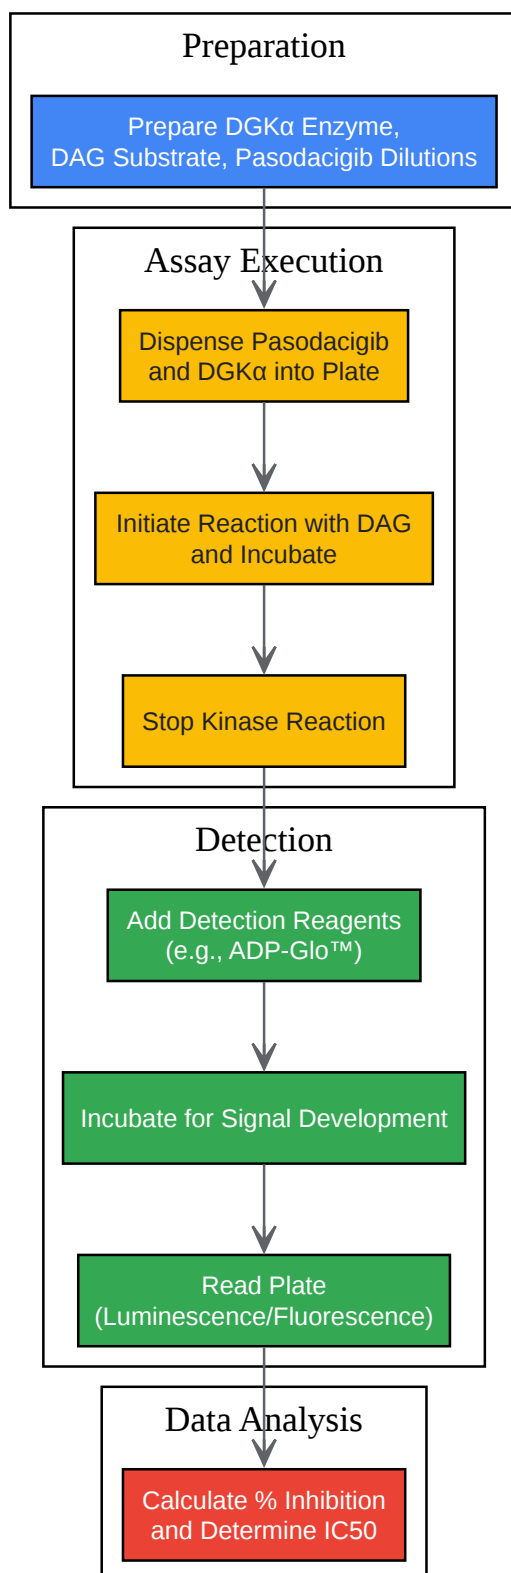 Preparation
Prepare DGKα Enzyme,
DAG Substrate, Pasodacigib Dilutions
Assay Execution
Dispense Pasodacigib
and DGKα into Plate
Initiate Reaction with DAG
and Incubate
Stop Kinase Reaction
Detection
Add Detection Reagents
(e.g., ADP-Glo™)
Incubate for Signal Development
Read Plate
(Luminescence/Fluorescence)
Data Analysis
Calculate % Inhibition
and Determine IC50